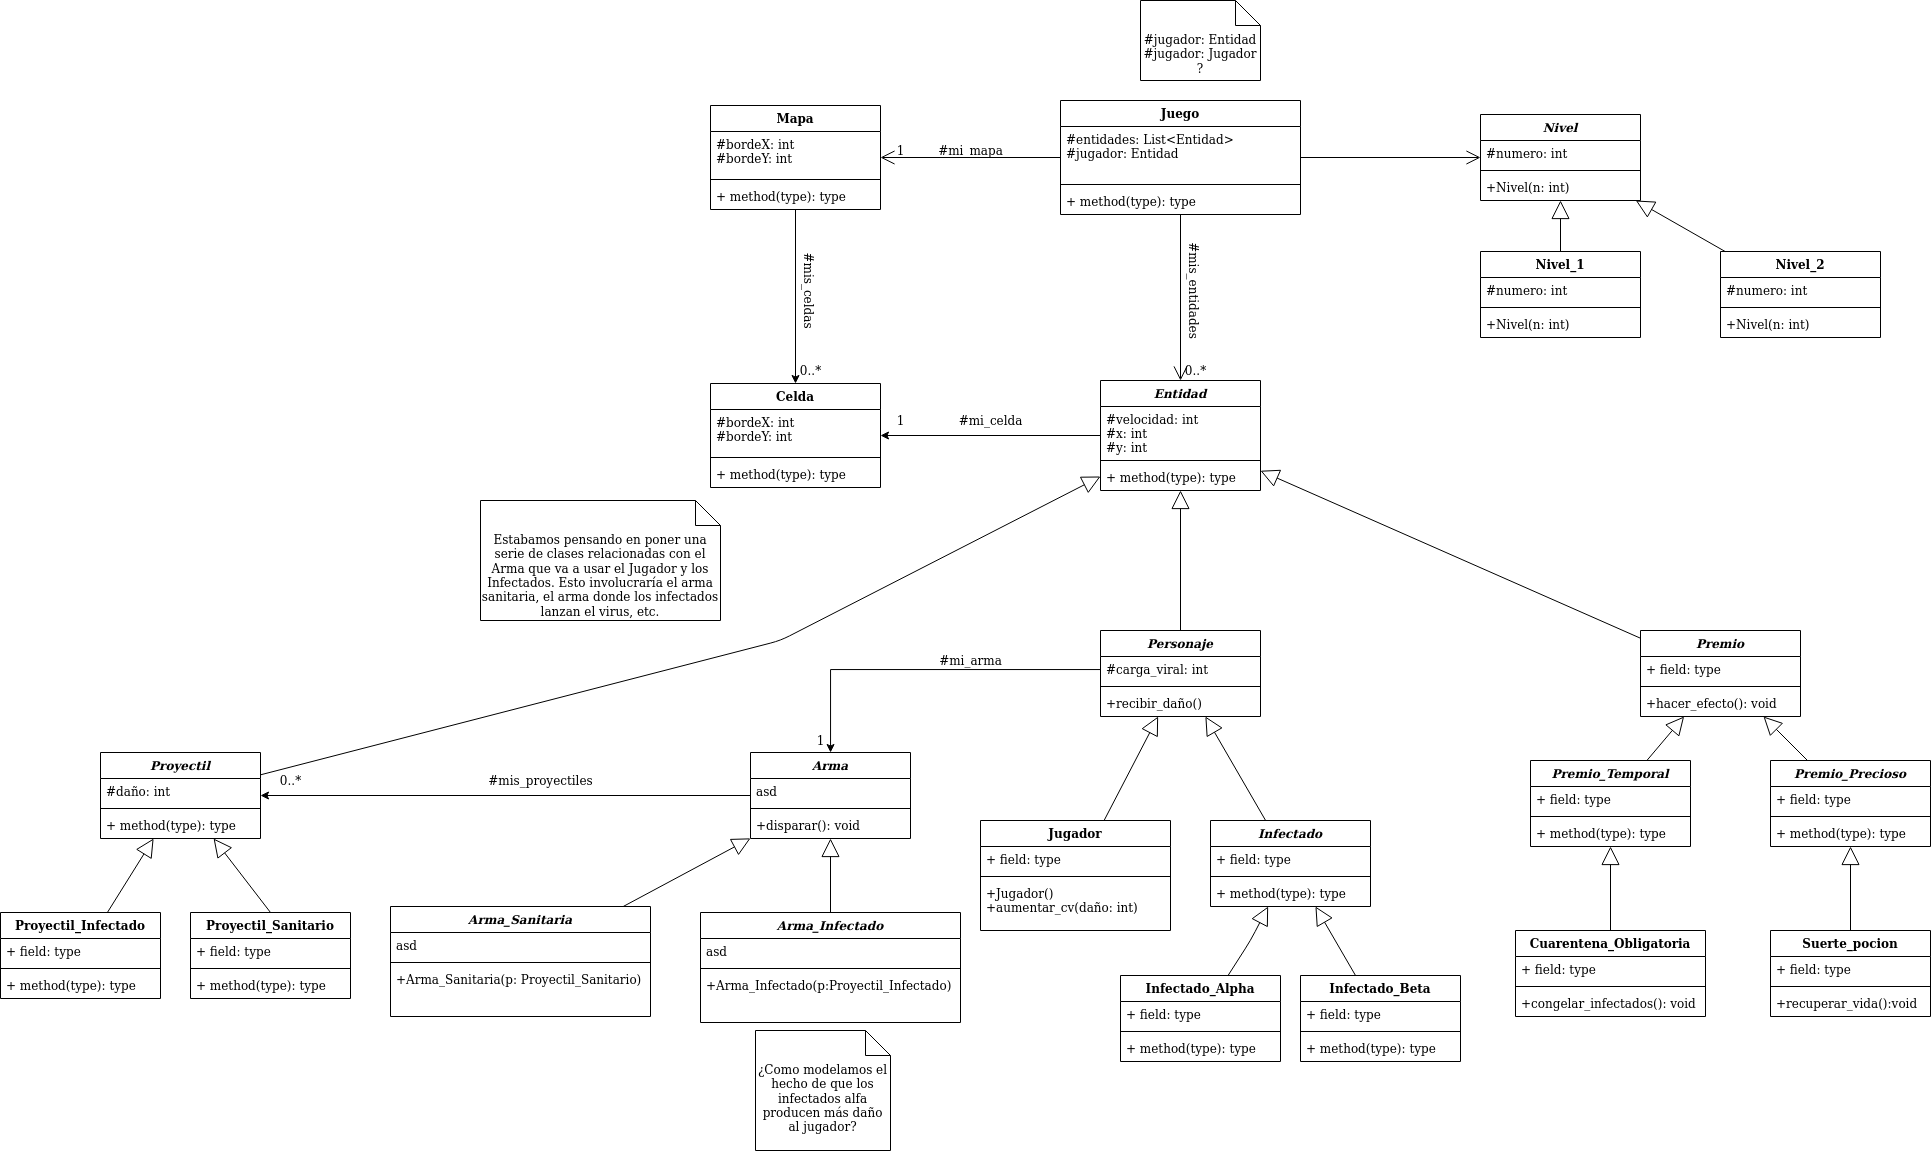 #jugador: Entidad
#jugador: Jugador
?
Mapa
#bordeX: int
#bordeY: int
+ method(type): type
1
#mi_mapa
Juego
#entidades: List<Entidad>
#jugador: Entidad
+ method(type): type
Nivel
#numero: int
+Nivel(n: int)
Nivel_1
#numero: int
+Nivel(n: int)
Nivel_2
#numero: int
+Nivel(n: int)
#mis_celdas
0..*
#mis_entidades
0..*
Celda
#bordeX: int
#bordeY: int
+ method(type): type
1
#mi_celda
Entidad
#velocidad: int
#x: int
#y: int
+ method(type): type
Estabamos pensando en poner una
serie de clases relacionadas con el
Arma que va a usar el Jugador y los
Infectados. Esto involucraría el arma
sanitaria, el arma donde los infectados
lanzan el virus, etc.
Personaje
#carga_viral: int
+recibir_daño()
Premio
+ field: type
+hacer_efecto(): void
#mi_arma
1
Proyectil
#daño: int
+ method(type): type
0..*
#mis_proyectiles
Arma
asd
+disparar(): void
Premio_Temporal
+ field: type
+ method(type): type
Premio_Precioso
+ field: type
+ method(type): type
Jugador
+ field: type
+Jugador()
+aumentar_cv(daño: int)
Infectado
+ field: type
+ method(type): type
Proyectil_Infectado
+ field: type
+ method(type): type
Proyectil_Sanitario
+ field: type
+ method(type): type
Arma_Sanitaria
asd
+Arma_Sanitaria(p: Proyectil_Sanitario)
Arma_Infectado
asd
+Arma_Infectado(p:Proyectil_Infectado)
Cuarentena_Obligatoria
+ field: type
+congelar_infectados(): void
Suerte_pocion
+ field: type
+recuperar_vida():void
Infectado_Alpha
+ field: type
+ method(type): type
Infectado_Beta
+ field: type
+ method(type): type
¿Como modelamos el
hecho de que los
infectados alfa
producen más daño
al jugador?